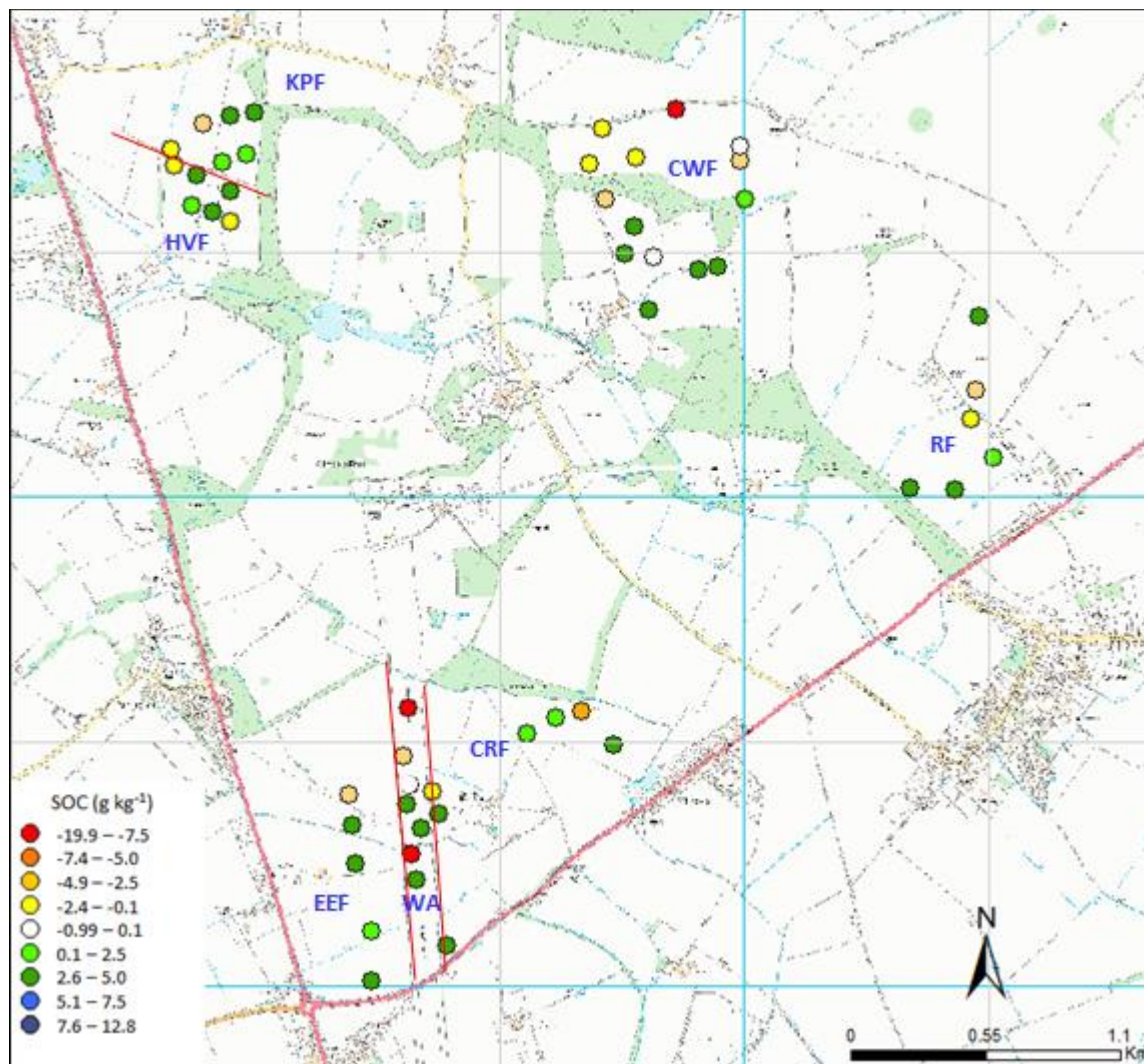 KPF
CWF
HVF
RF
CRF
EEF
WA
N
SOC (g kg⁻¹)
-19.9 – -7.5
-7.4 – -5.0
-4.9 – -2.5
-2.4 – -0.1
-0.99 – 0.1
0.1 – 2.5
2.6 – 5.0
5.1 – 7.5
7.6 – 12.8
0 0.55 1.1